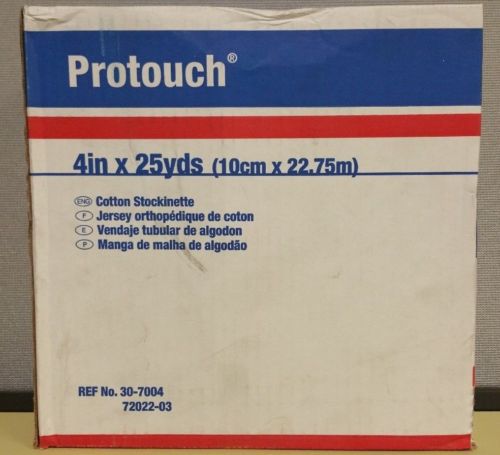 Protouch®
4in x 25yds (10cm x 22.75m)
ENG Cotton Stockinette
F Jersey orthopédique de coton
E Vendaje tubular de algodon
P Manga de malha de algodão
REF No. 30-7004
72022-03